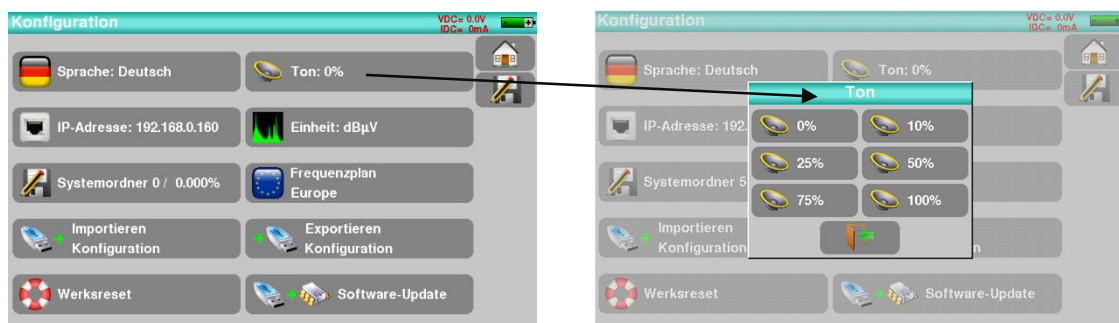 Konfiguration
VDC= 0.0V
IDC= 0mA
Sprache: Deutsch
Ton: 0%
IP-Adresse: 192.168.0.160
Einheit: dBµV
Systemordner 0 / 0.000%
Frequenzplan
Europe
Importieren
Konfiguration
Exportieren
Konfiguration
Werksreset
Software-Update
Konfiguration
VDC= 0.0V
IDC= 0mA
Sprache: Deutsch
Ton: 0%
Ton
IP-Adresse: 192.
0%
10%
25%
50%
Systemordner 5
75%
100%
Importieren
Konfiguration
n
Werksreset
Software-Update